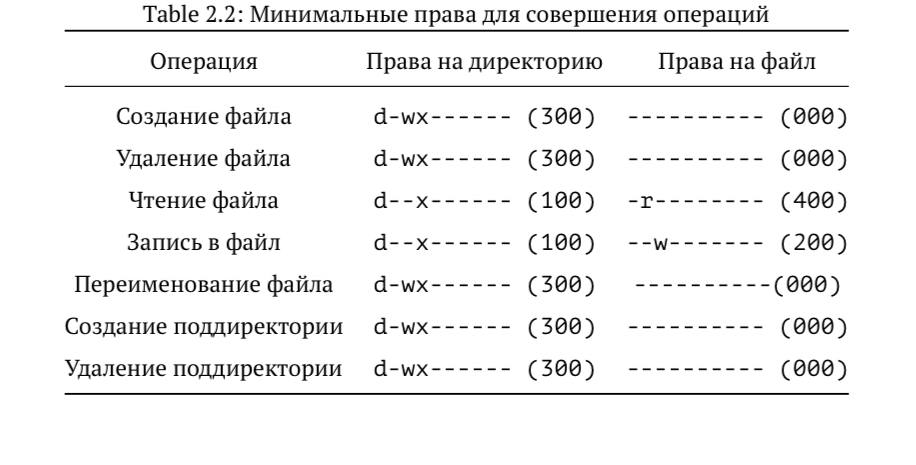 Table 2.2: Минимальные права для совершения операций
Операция Права на директорию Права на файл
Создание файла d-wx------ (300) ---------- (000)
Удаление файла d-wx------ (300) ---------- (000)
Чтение файла d--x------ (100) -r-------- (400)
Запись в файл d--x------ (100) --w------- (200)
Переименование файла d-wx------ (300) ----------(000)
Создание поддиректории d-wx------ (300) ---------- (000)
Удаление поддиректории d-wx------ (300) ---------- (000)